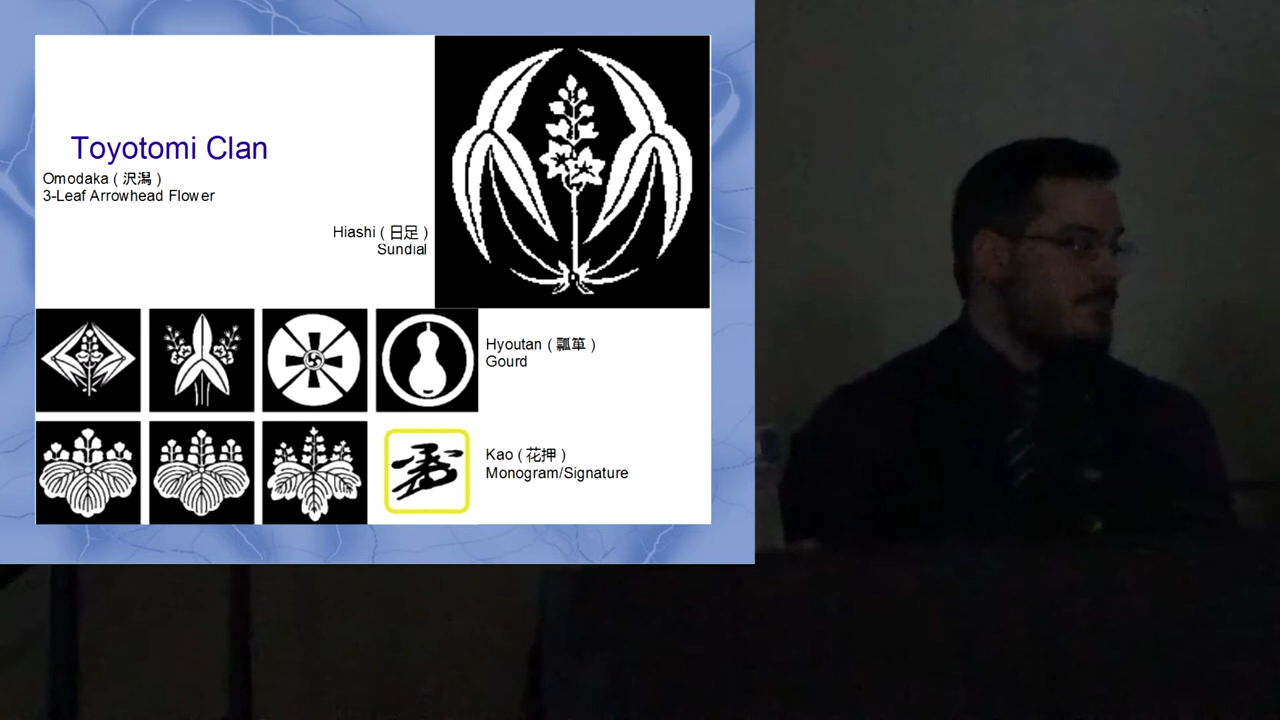 Toyotomi Clan
Omodaka ( 沢潟 )
3-Leaf Arrowhead Flower
Hiashi ( 日足 )
Sundial
Hyoutan ( 瓢箪 )
Gourd
Kao ( 花押 )
Monogram/Signature